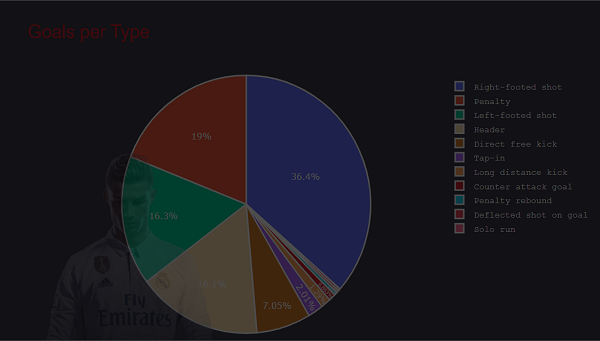 Goals per Type
Right-footed shot
Penalty
Left-footed shot
Header
Direct free kick
Tap-in
Long distance kick
Counter attack goal
Penalty rebound
Deflected shot on goal
Solo run
19%
36.4%
16.3%
7.05%
2.01%
Fly
Emirates